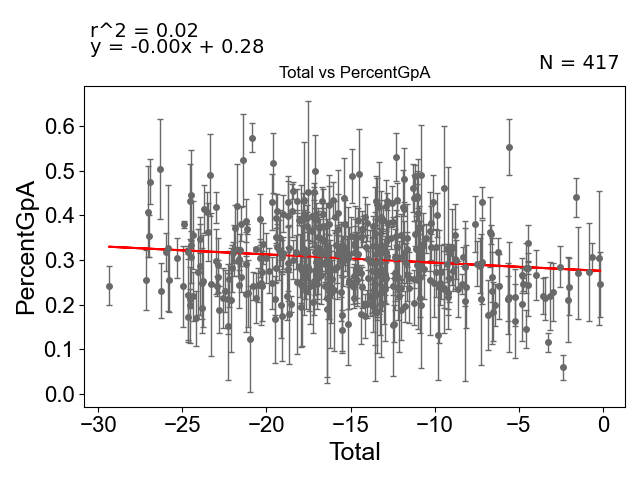 r^2 = 0.02
y = -0.00x + 0.28
N = 417
Total vs PercentGpA
PercentGpA
0.6
0.5
0.4
0.3
0.2
0.1
0.0
−30 −25 −20 −15 −10 −5 0
Total